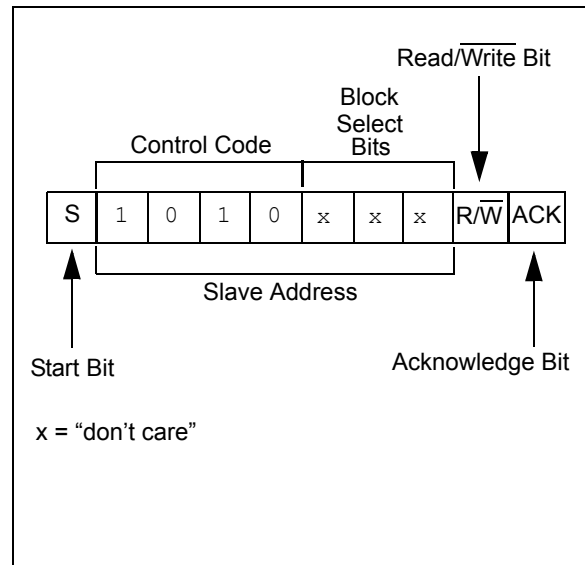 Read/Write Bit
Block
Select
Bits
Control Code
S 1 0 1 0 x x x R/W ACK
Slave Address
Start Bit
Acknowledge Bit
x = “don’t care”